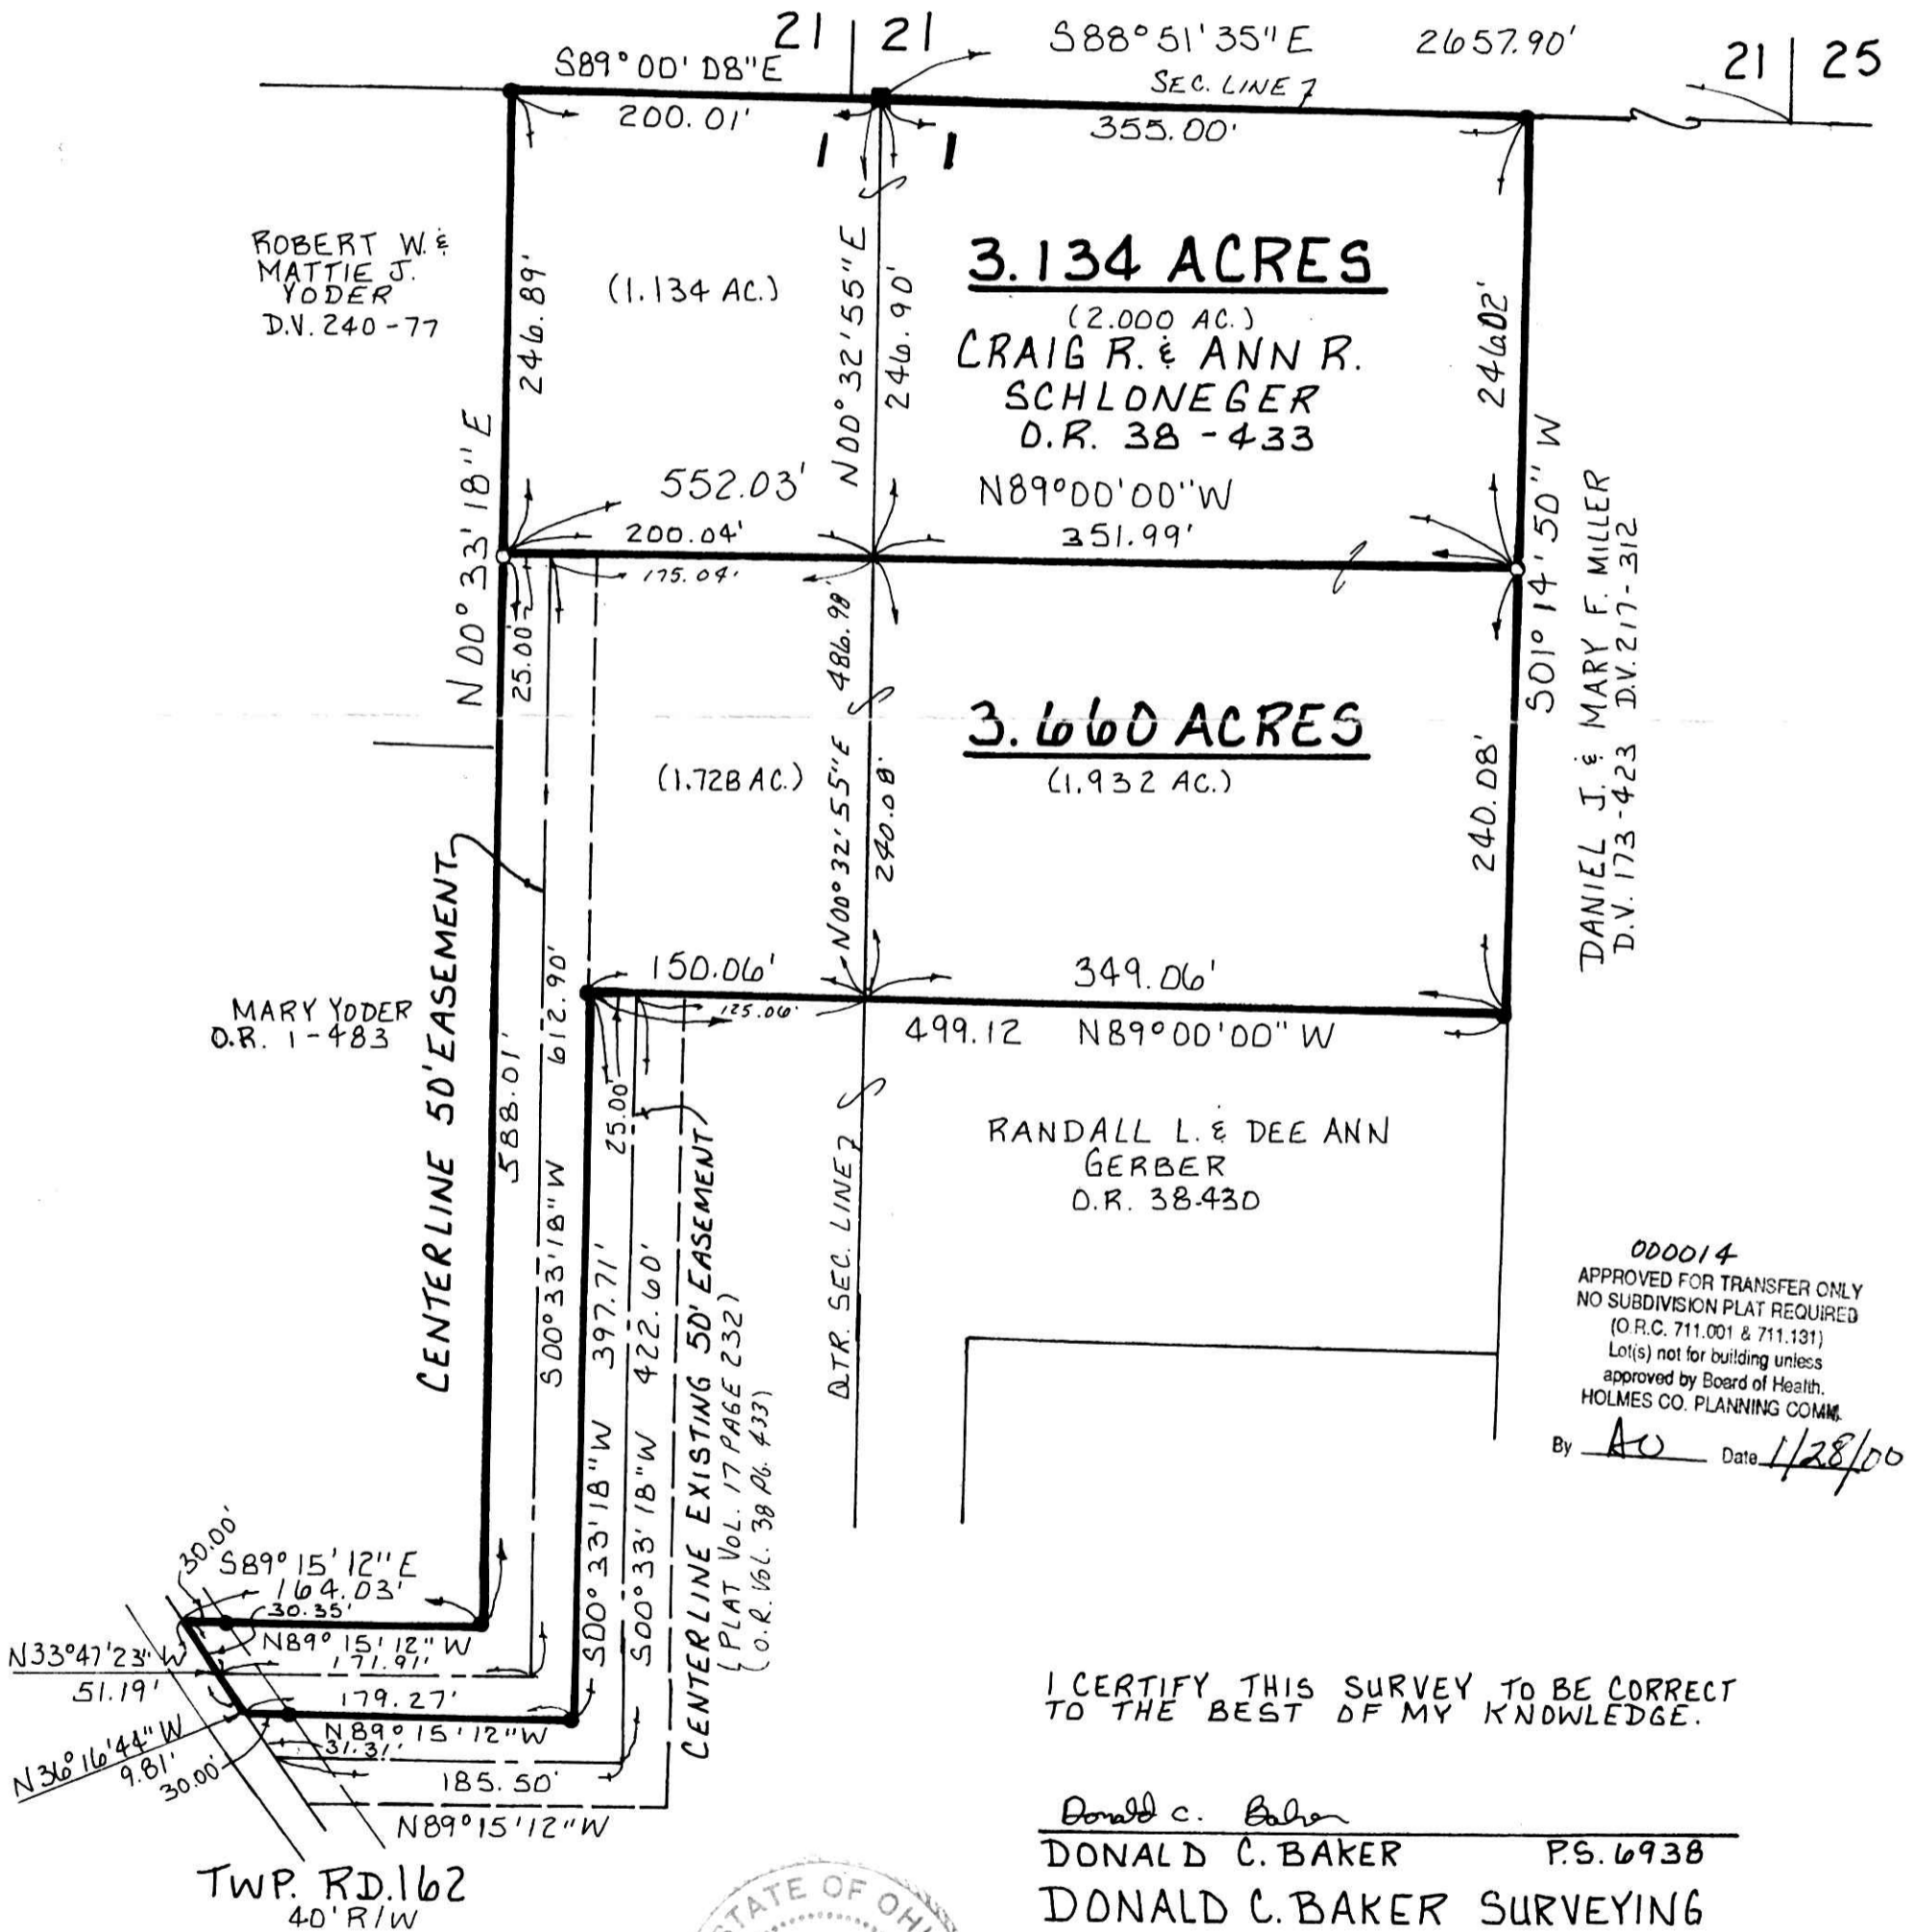 21 | 21
S88°51'35"E 2657.90'
21 | 25
S89°00'08"E
SEC. LINE
200.01'
355.00'
1 1
ROBERT W. &
MATTIE J.
YODER
D.V. 240-77
246.89'
(1.134 AC.)
N00°32'55"E
246.90'
3.134 ACRES
(2.000 AC.)
CRAIG R. & ANN R.
SCHLONEGER
O.R. 38-433
246.02'
N00°33'18"E
552.03'
N89°00'00"W
200.04'
351.99'
175.04'
S01°14'50"W
DANIEL J. & MARY F. MILLER
D.V. 173-423 D.V. 217-312
25.00'
N00°32'55"E 486.98'
3.660 ACRES
(1.728 AC.)
(1.932 AC.)
240.08'
240.08'
CENTERLINE 50' EASEMENT
150.06'
349.06'
125.06'
499.12 N89°00'00"W
MARY YODER
O.R. 1-483
588.01'
612.90'
S00°33'18"W
25.00'
S00°33'18"W 397.71'
S00°33'18"W 422.60'
CENTERLINE EXISTING 50' EASEMENT
(PLAT VOL. 17 PAGE 232)
(O.R. VOL. 38 PG. 433)
QTR. SEC. LINE
RANDALL L. & DEE ANN
GERBER
O.R. 38-430
000014
APPROVED FOR TRANSFER ONLY
NO SUBDIVISION PLAT REQUIRED
(O.R.C. 711.001 & 711.131)
Lot(s) not for building unless
approved by Board of Health.
HOLMES CO. PLANNING COMM.
By AO Date 1/28/00
30.00'
S89°15'12"E
164.03'
30.35'
N89°15'12"W
171.91'
N33°47'23"W
51.19'
179.27'
N89°15'12"W
31.31'
N36°16'44"W
9.81'
30.00'
185.50'
N89°15'12"W
TWP. RD. 162
40' R/W
I CERTIFY THIS SURVEY TO BE CORRECT
TO THE BEST OF MY KNOWLEDGE.
Donald C. Baker
DONALD C. BAKER P.S. 6938
DONALD C. BAKER SURVEYING
STATE OF OHI